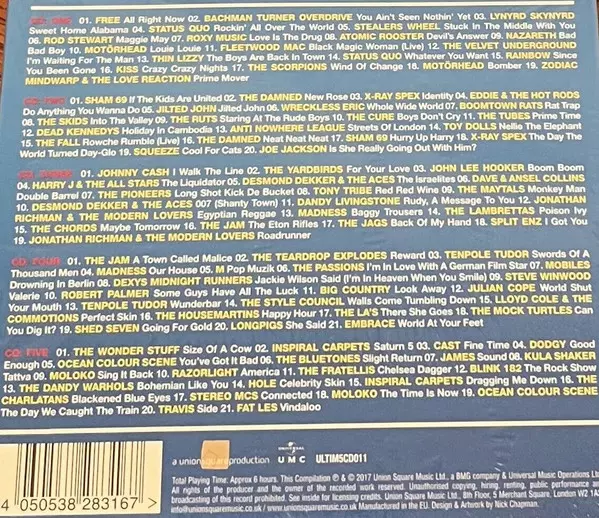 CD: ONE 01. FREE All Right Now 02. BACHMAN TURNER OVERDRIVE You Ain't Seen Nothin' Yet 03. LYNYRD SKYNYRD
Sweet Home Alabama 04. STATUS QUO Rockin' All Over The World 05. STEALERS WHEEL Stuck In The Middle With You
06. ROD STEWART Maggie May 07. ROXY MUSIC Love Is The Drug 08. ATOMIC ROOSTER Devil's Answer 09. NAZARETH Bad
Bad Boy 10. MOTÖRHEAD Louie Louie 11. FLEETWOOD MAC Black Magic Woman (Live) 12. THE VELVET UNDERGROUND
I'm Waiting For The Man 13. THIN LIZZY The Boys Are Back In Town 14. STATUS QUO Whatever You Want 15. RAINBOW Since
You Been Gone 16. KISS Crazy Crazy Nights 17. THE SCORPIONS Wind Of Change 18. MOTÖRHEAD Bomber 19. ZODIAC
MINDWARP & THE LOVE REACTION Prime Mover
CD: TWO 01. SHAM 69 If The Kids Are United 02. THE DAMNED New Rose 03. X-RAY SPEX Identity 04. EDDIE & THE HOT RODS
Do Anything You Wanna Do 05. JILTED JOHN Jilted John 06. WRECKLESS ERIC Whole Wide World 07. BOOMTOWN RATS Rat Trap
08. THE SKIDS Into The Valley 09. THE RUTS Staring At The Rude Boys 10. THE CURE Boys Don't Cry 11. THE TUBES Prime Time
12. DEAD KENNEDYS Holiday In Cambodia 13. ANTI NOWHERE LEAGUE Streets Of London 14. TOY DOLLS Nellie The Elephant
15. THE FALL Rowche Rumble (Live) 16. THE DAMNED Neat Neat Neat 17. SHAM 69 Hurry Up Harry 18. X-RAY SPEX The Day The
World Turned Day-Glo 19. SQUEEZE Cool For Cats 20. JOE JACKSON Is She Really Going Out With Him?
CD: THREE 01. JOHNNY CASH I Walk The Line 02. THE YARDBIRDS For Your Love 03. JOHN LEE HOOKER Boom Boom
04. HARRY J & THE ALL STARS The Liquidator 05. DESMOND DEKKER & THE ACES The Israelites 06. DAVE & ANSEL COLLINS
Double Barrel 07. THE PIONEERS Long Shot Kick De Bucket 08. TONY TRIBE Red Red Wine 09. THE MAYTALS Monkey Man
10. DESMOND DEKKER & THE ACES 007 (Shanty Town) 11. DANDY LIVINGSTONE Rudy, A Message To You 12. JONATHAN
RICHMAN & THE MODERN LOVERS Egyptian Reggae 13. MADNESS Baggy Trousers 14. THE LAMBRETTAS Poison Ivy
15. THE CHORDS Maybe Tomorrow 16. THE JAM The Eton Rifles 17. THE JAGS Back Of My Hand 18. SPLIT ENZ I Got You
19. JONATHAN RICHMAN & THE MODERN LOVERS Roadrunner
CD: FOUR 01. THE JAM A Town Called Malice 02. THE TEARDROP EXPLODES Reward 03. TENPOLE TUDOR Swords Of A
Thousand Men 04. MADNESS Our House 05. M Pop Muzik 06. THE PASSIONS I'm In Love With A German Film Star 07. MOBILES
Drowning In Berlin 08. DEXYS MIDNIGHT RUNNERS Jackie Wilson Said (I'm In Heaven When You Smile) 09. STEVE WINWOOD
Valerie 10. ROBERT PALMER Some Guys Have All The Luck 11. BIG COUNTRY Look Away 12. JULIAN COPE World Shut
Your Mouth 13. TENPOLE TUDOR Wunderbar 14. THE STYLE COUNCIL Walls Come Tumbling Down 15. LLOYD COLE & THE
COMMOTIONS Perfect Skin 16. THE HOUSEMARTINS Happy Hour 17. THE LA'S There She Goes 18. THE MOCK TURTLES Can
You Dig It? 19. SHED SEVEN Going For Gold 20. LONGPIGS She Said 21. EMBRACE World At Your Feet
CD: FIVE 01. THE WONDER STUFF Size Of A Cow 02. INSPIRAL CARPETS Saturn 5 03. CAST Fine Time 04. DODGY Good
Enough 05. OCEAN COLOUR SCENE You've Got It Bad 06. THE BLUETONES Slight Return 07. JAMES Sound 08. KULA SHAKER
Tattva 09. MOLOKO Sing It Back 10. RAZORLIGHT America 11. THE FRATELLIS Chelsea Dagger 12. BLINK 182 The Rock Show
13. THE DANDY WARHOLS Bohemian Like You 14. HOLE Celebrity Skin 15. INSPIRAL CARPETS Dragging Me Down 16. THE
CHARLATANS Blackened Blue Eyes 17. STEREO MCS Connected 18. MOLOKO The Time Is Now 19. OCEAN COLOUR SCENE
The Day We Caught The Train 20. TRAVIS Side 21. FAT LES Vindaloo
a unionsquareproduction
UNIVERSAL
UMC
ULTIM5CD011
4 050538 283167 >
Total Playing Time: Approx 6 hours. This Compilation ℗ & © 2017 Union Square Music Ltd., a BMG company & Universal Music Operations Ltd
All rights of the producer and the owner of the recorded work reserved. Unauthorised copying, hiring, renting, public performance and
broadcasting of this record prohibited. See inside for licensing credits. Union Square Music Ltd., 8th Floor, 5 Merchant Square, London W2 1AS
www.unionsquaremusic.co.uk Manufactured in the EU. Design & Artwork by Nick Chapman.